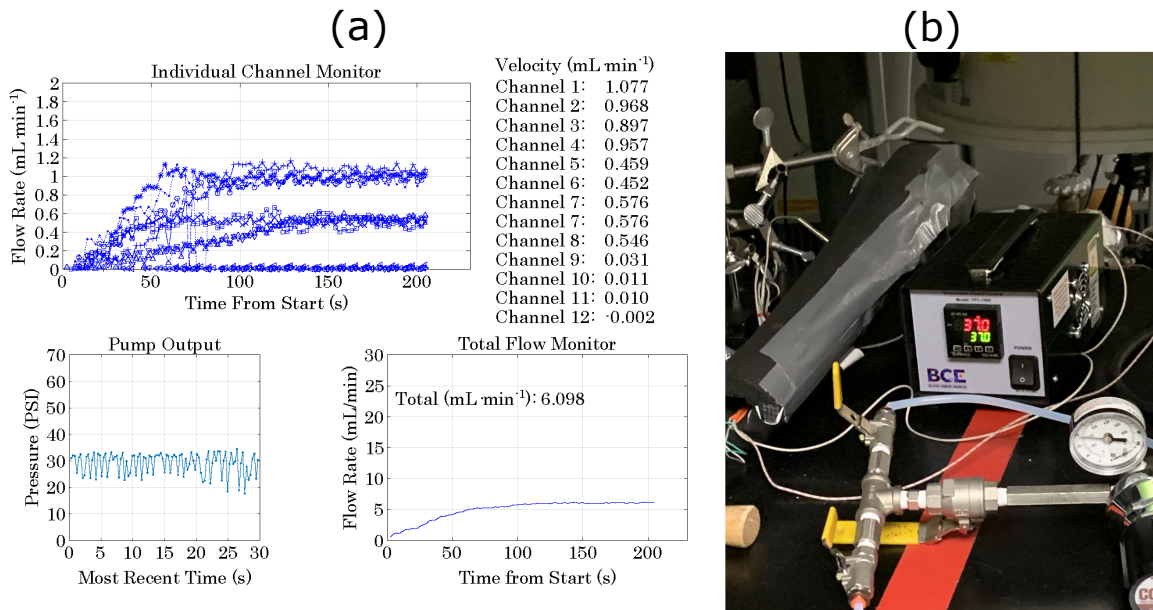 (a)
Individual Channel Monitor
Flow Rate (mL·min⁻¹)
2
1.8
1.6
1.4
1.2
1
0.8
0.6
0.4
0.2
0
0 50 100 150 200
Time From Start (s)
Velocity (mL·min⁻¹)
Channel 1: 1.077
Channel 2: 0.968
Channel 3: 0.897
Channel 4: 0.957
Channel 5: 0.459
Channel 6: 0.452
Channel 7: 0.576
Channel 7: 0.576
Channel 8: 0.546
Channel 9: 0.031
Channel 10: 0.011
Channel 11: 0.010
Channel 12: -0.002
Pump Output
Pressure (PSI)
70
60
50
40
30
20
10
0
0 5 10 15 20 25 30
Most Recent Time (s)
Total Flow Monitor
Flow Rate (mL/min)
30
25
20
15
10
5
0
Total (mL·min⁻¹): 6.098
0 50 100 150 200
Time from Start (s)
(b)
37.0
37.0
POWER
BCE